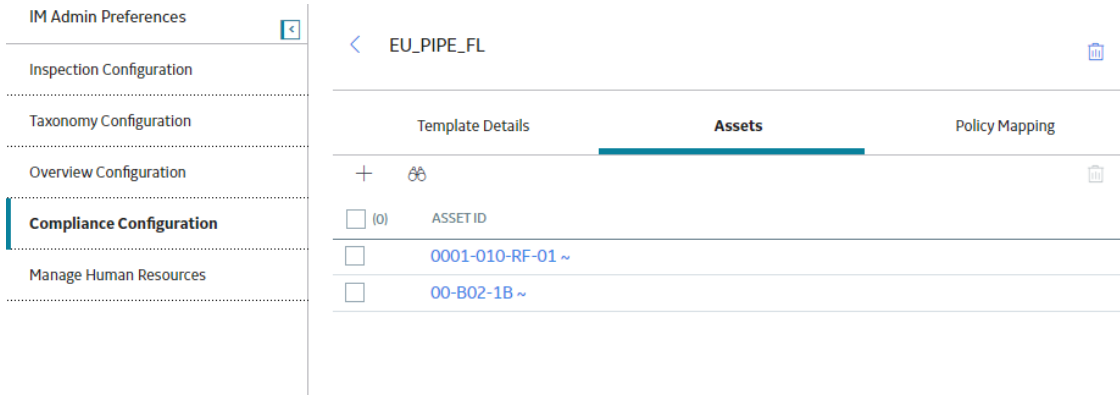 IM Admin Preferences
Inspection Configuration
Taxonomy Configuration
Overview Configuration
Compliance Configuration
Manage Human Resources
EU_PIPE_FL
Template Details Assets Policy Mapping
(0) ASSET ID
0001-010-RF-01 ~
00-B02-1B ~